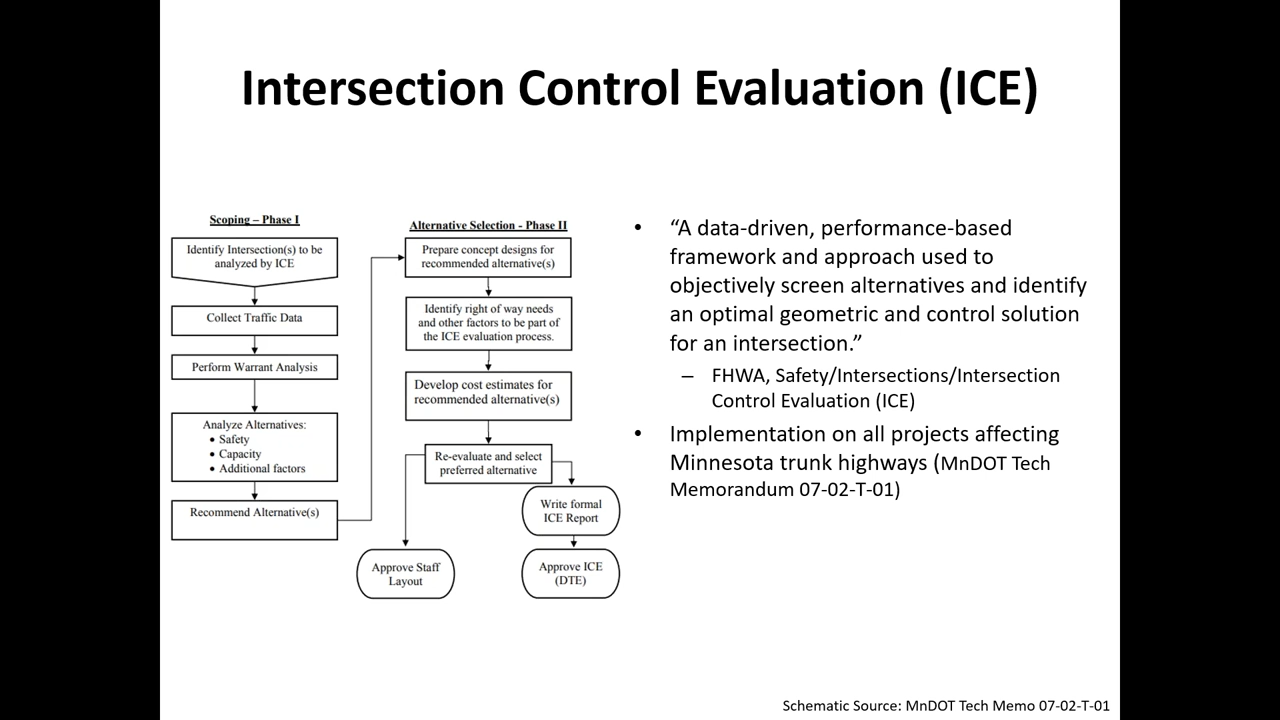 Intersection Control Evaluation (ICE)
Scoping – Phase I
Identify Intersection(s) to be
analyzed by ICE
Collect Traffic Data
Perform Warrant Analysis
Analyze Alternatives:
• Safety
• Capacity
• Additional factors
Recommend Alternative(s)
Alternative Selection - Phase II
Prepare concept designs for
recommended alternative(s)
Identify right of way needs
and other factors to be part of
the ICE evaluation process.
Develop cost estimates for
recommended alternative(s)
Re-evaluate and select
preferred alternative
Write formal
ICE Report
Approve Staff
Layout
Approve ICE
(DTE)
• “A data-driven, performance-based
framework and approach used to
objectively screen alternatives and identify
an optimal geometric and control solution
for an intersection.”
– FHWA, Safety/Intersections/Intersection
Control Evaluation (ICE)
• Implementation on all projects affecting
Minnesota trunk highways (MnDOT Tech
Memorandum 07-02-T-01)
Schematic Source: MnDOT Tech Memo 07-02-T-01